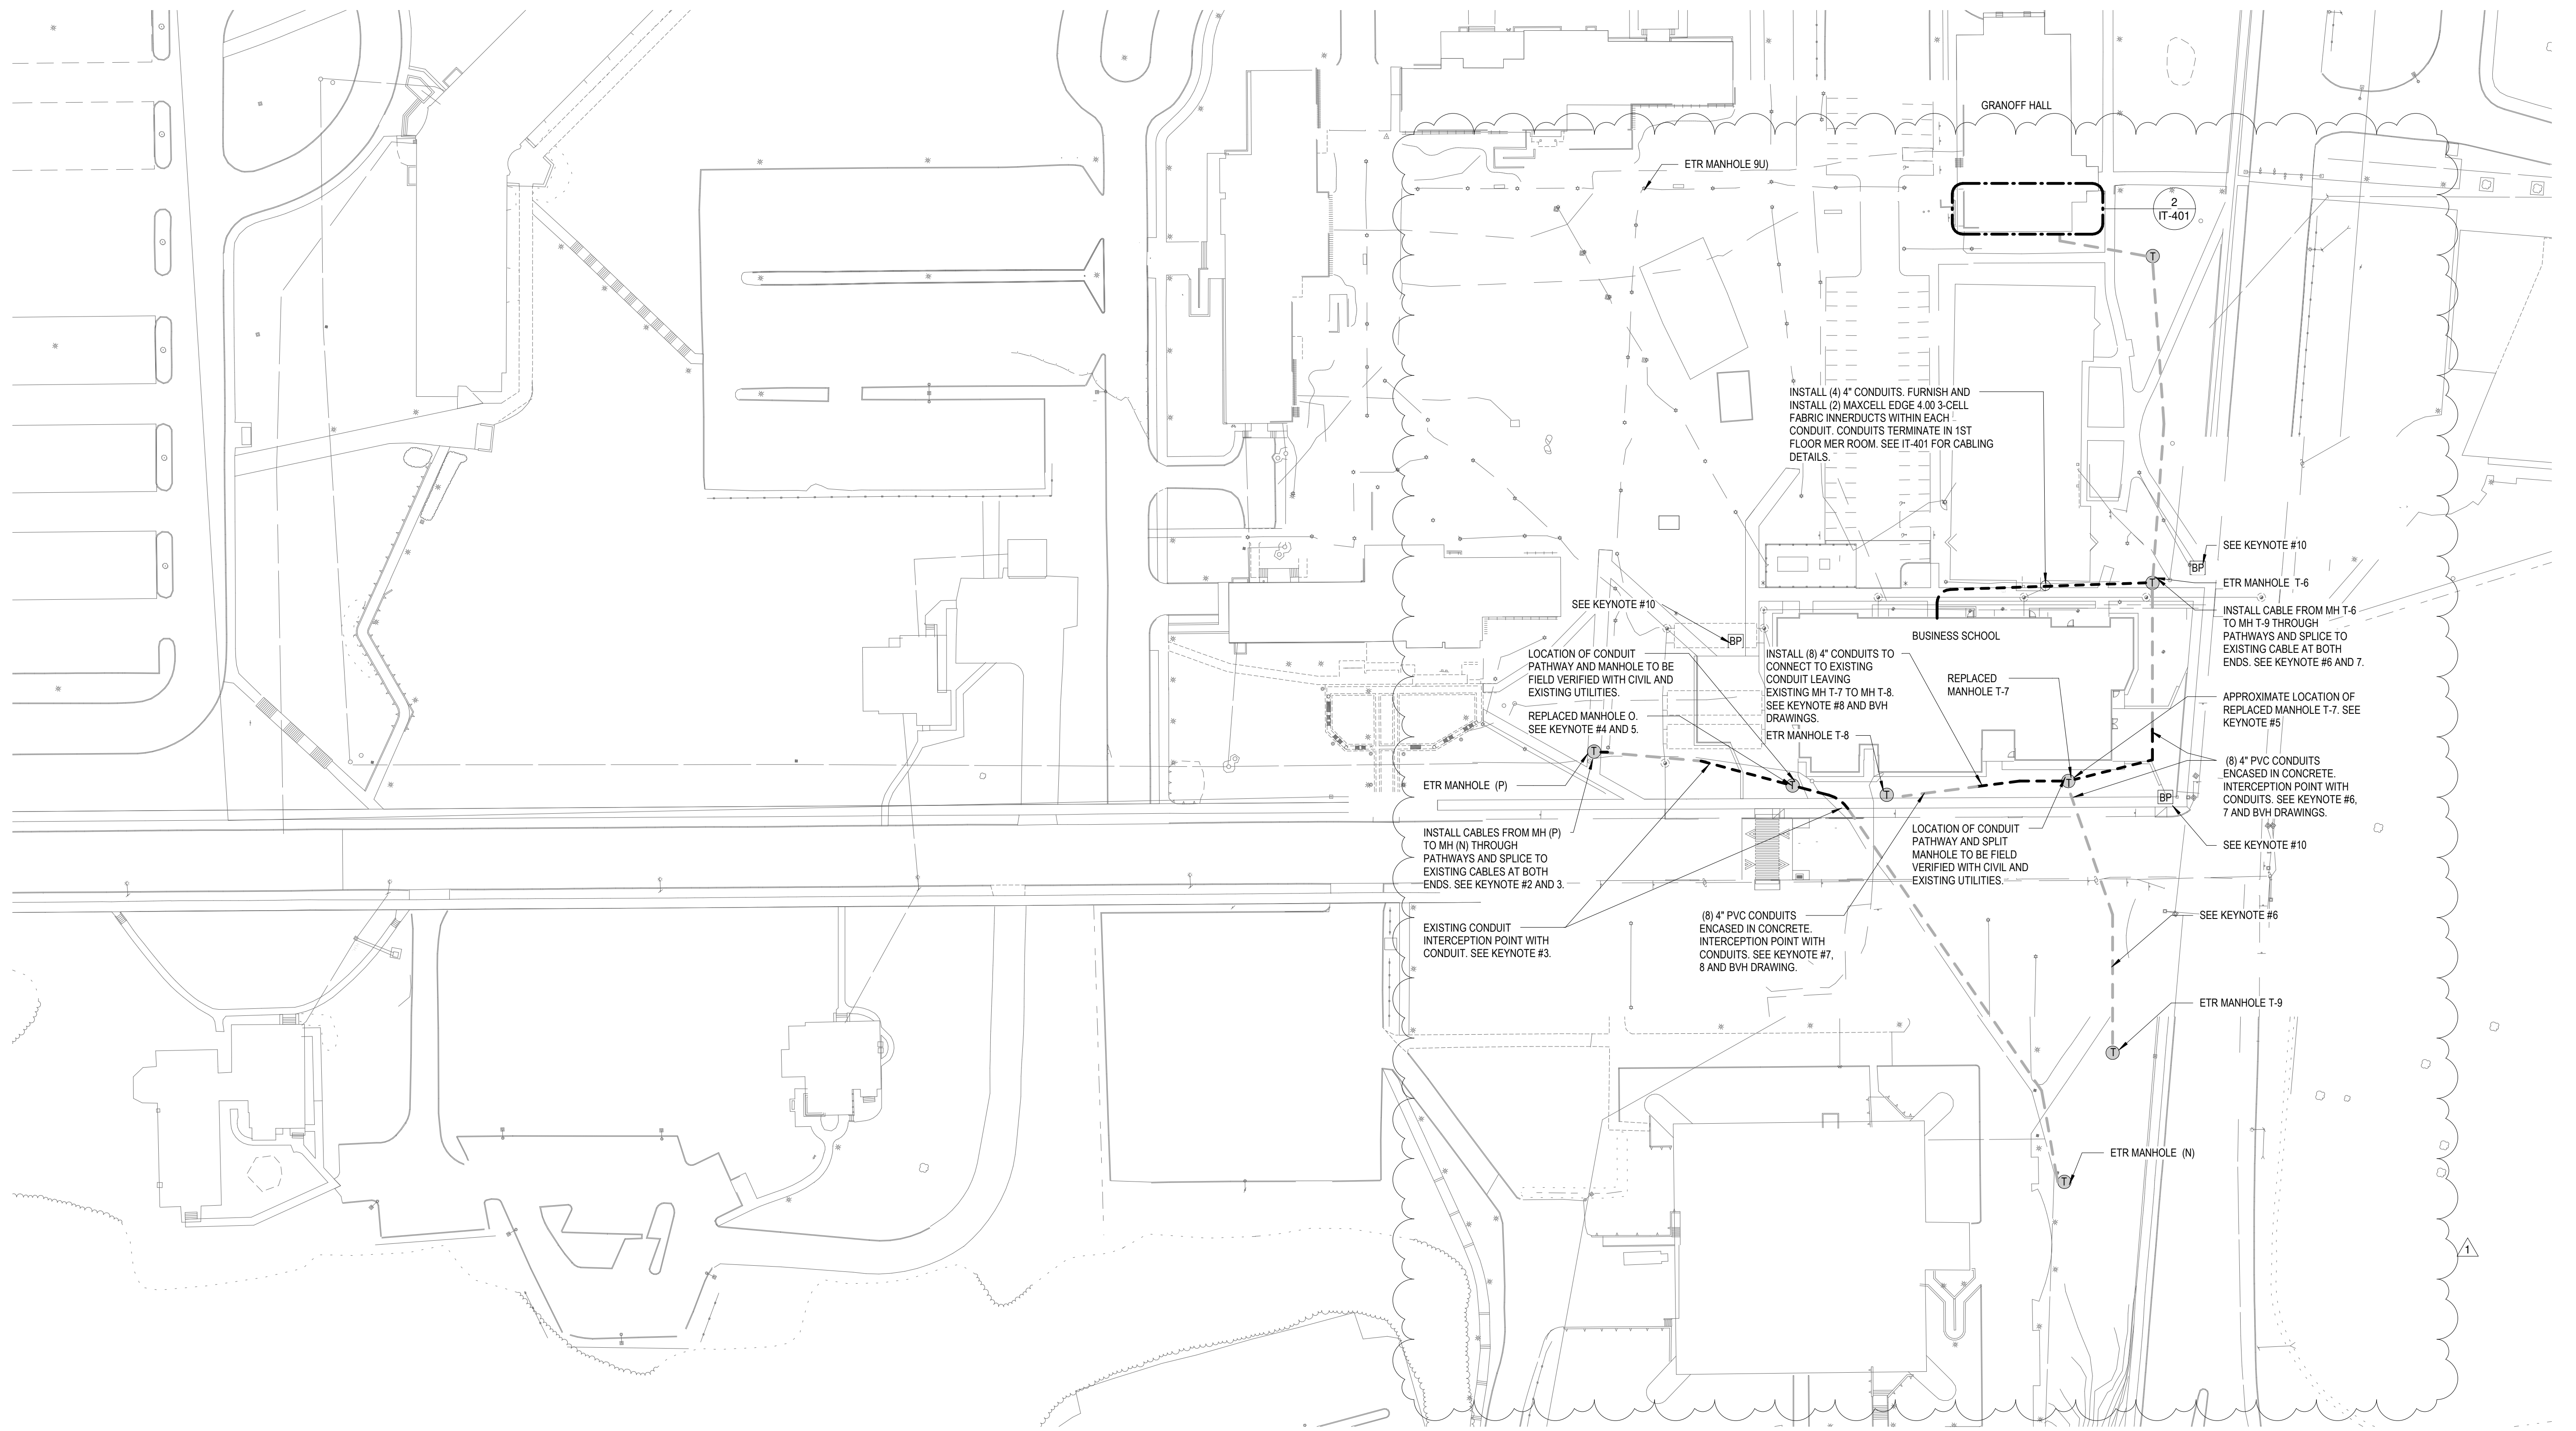 GRANOFF HALL
ETR MANHOLE 9U)
2
IT-401
T
INSTALL (4) 4" CONDUITS. FURNISH AND
INSTALL (2) MAXCELL EDGE 4.00 3-CELL
FABRIC INNERDUCTS WITHIN EACH
CONDUIT. CONDUITS TERMINATE IN 1ST
FLOOR MER ROOM. SEE IT-401 FOR CABLING
DETAILS.
SEE KEYNOTE #10
BP
T
ETR MANHOLE T-6
SEE KEYNOTE #10
BP
INSTALL CABLE FROM MH T-6
TO MH T-9 THROUGH
PATHWAYS AND SPLICE TO
EXISTING CABLE AT BOTH
ENDS. SEE KEYNOTE #6 AND 7.
BUSINESS SCHOOL
LOCATION OF CONDUIT
PATHWAY AND MANHOLE TO BE
FIELD VERIFIED WITH CIVIL AND
EXISTING UTILITIES.
INSTALL (8) 4" CONDUITS TO
CONNECT TO EXISTING
CONDUIT LEAVING
EXISTING MH T-7 TO MH T-8.
SEE KEYNOTE #8 AND BVH
DRAWINGS.
REPLACED
MANHOLE T-7
APPROXIMATE LOCATION OF
REPLACED MANHOLE T-7. SEE
KEYNOTE #5
REPLACED MANHOLE O.
SEE KEYNOTE #4 AND 5.
ETR MANHOLE T-8
T
T
T
T
ETR MANHOLE (P)
(8) 4" PVC CONDUITS
ENCASED IN CONCRETE.
INTERCEPTION POINT WITH
CONDUITS. SEE KEYNOTE #6,
7 AND BVH DRAWINGS.
BP
INSTALL CABLES FROM MH (P)
TO MH (N) THROUGH
PATHWAYS AND SPLICE TO
EXISTING CABLES AT BOTH
ENDS. SEE KEYNOTE #2 AND 3.
LOCATION OF CONDUIT
PATHWAY AND SPLIT
MANHOLE TO BE FIELD
VERIFIED WITH CIVIL AND
EXISTING UTILITIES.
SEE KEYNOTE #10
EXISTING CONDUIT
INTERCEPTION POINT WITH
CONDUIT. SEE KEYNOTE #3.
(8) 4" PVC CONDUITS
ENCASED IN CONCRETE.
INTERCEPTION POINT WITH
CONDUITS. SEE KEYNOTE #7,
8 AND BVH DRAWING.
SEE KEYNOTE #6
ETR MANHOLE T-9
T
ETR MANHOLE (N)
T
1